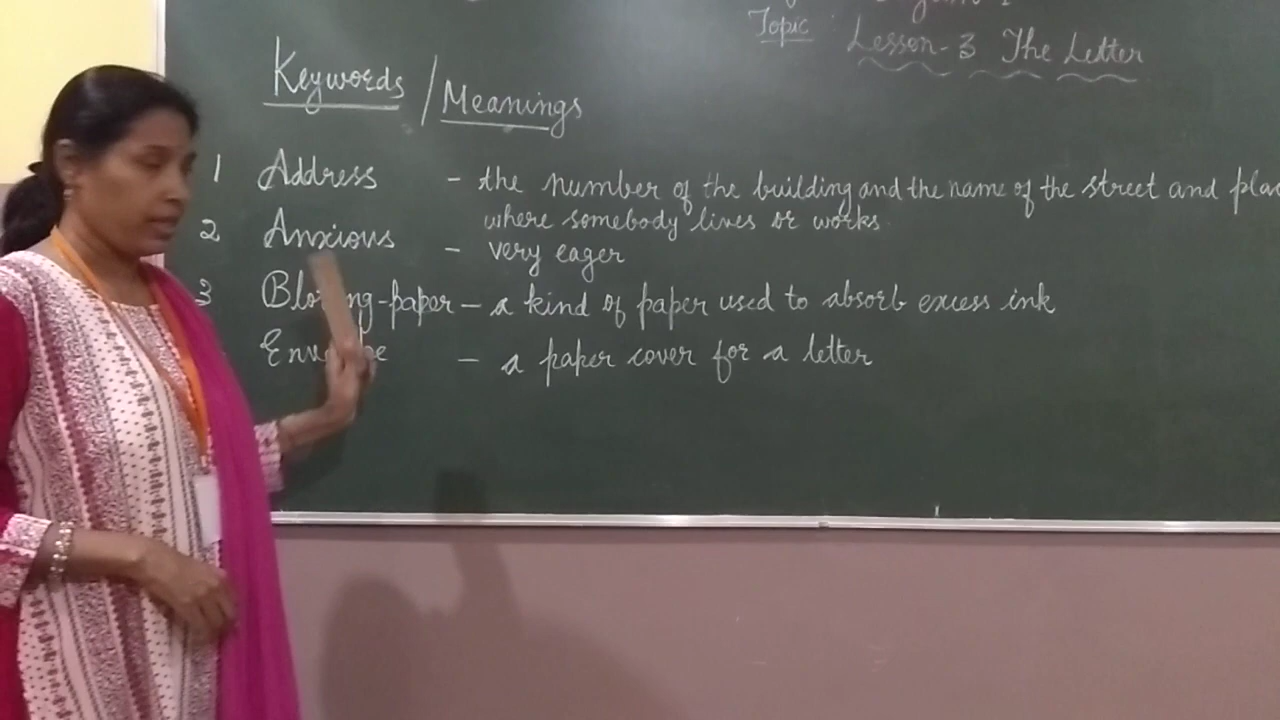 Topic Lesson-3 The Letter
Keywords / Meanings
1 Address - the number of the building and the name of the street and
where somebody lives or works
2 Anxious - very eager
3 paper - a kind of paper used to absorb excess ink
- a paper cover for a letter